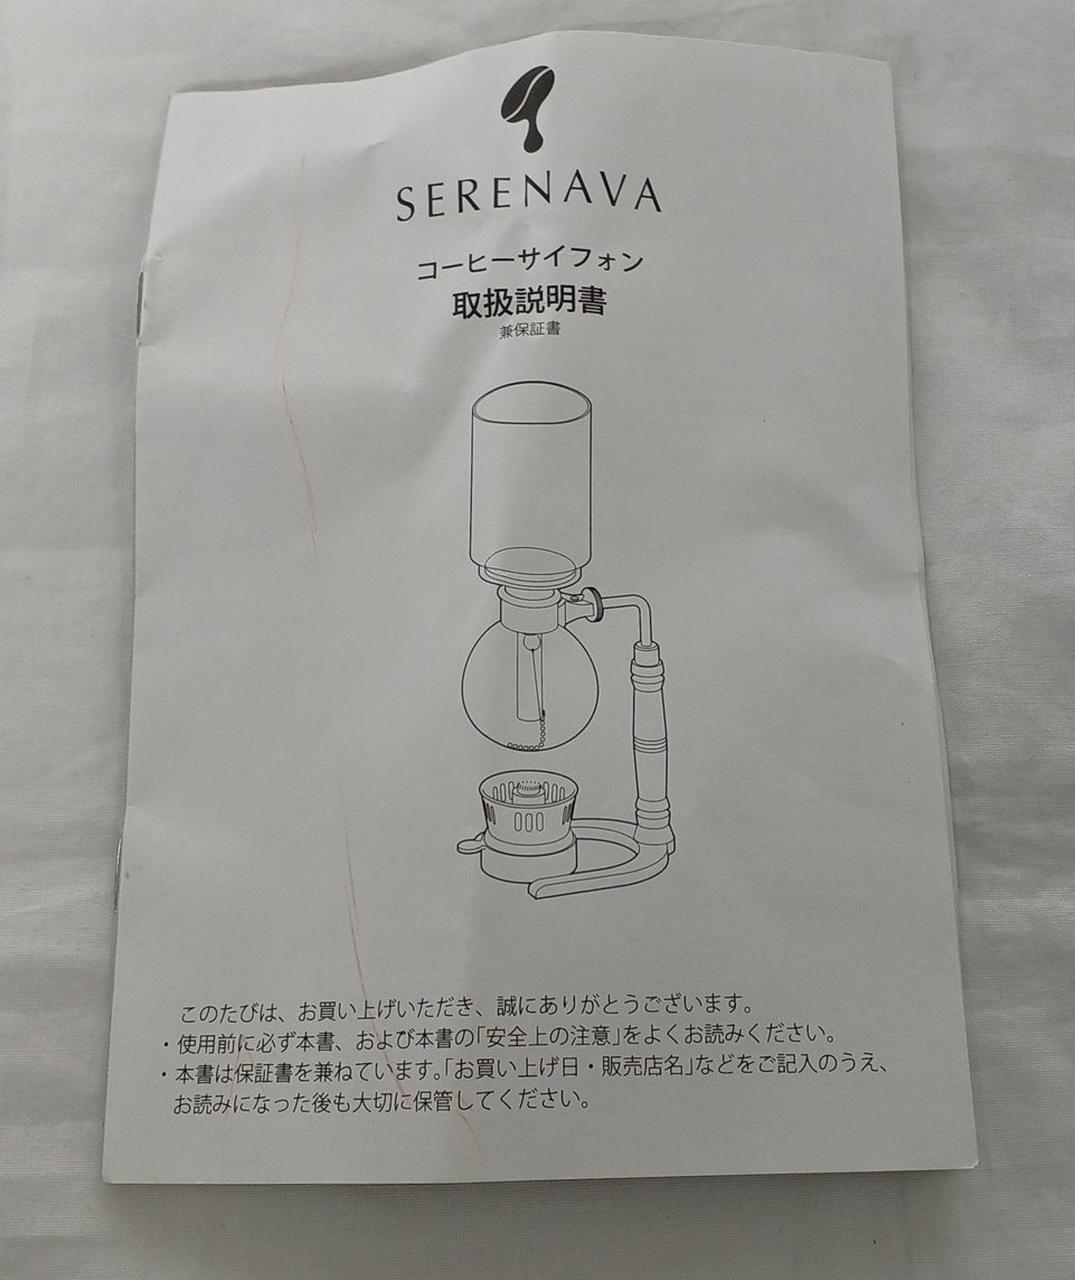 SERENAVA
コーヒーサイフォン
取扱説明書
兼保証書
このたびは、お買い上げいただき、誠にありがとうございます。
・使用前に必ず本書、および本書の「安全上の注意」をよくお読みください。
・本書は保証書を兼ねています。「お買い上げ日・販売店名」などをご記入のうえ、
お読みになった後も大切に保管してください。